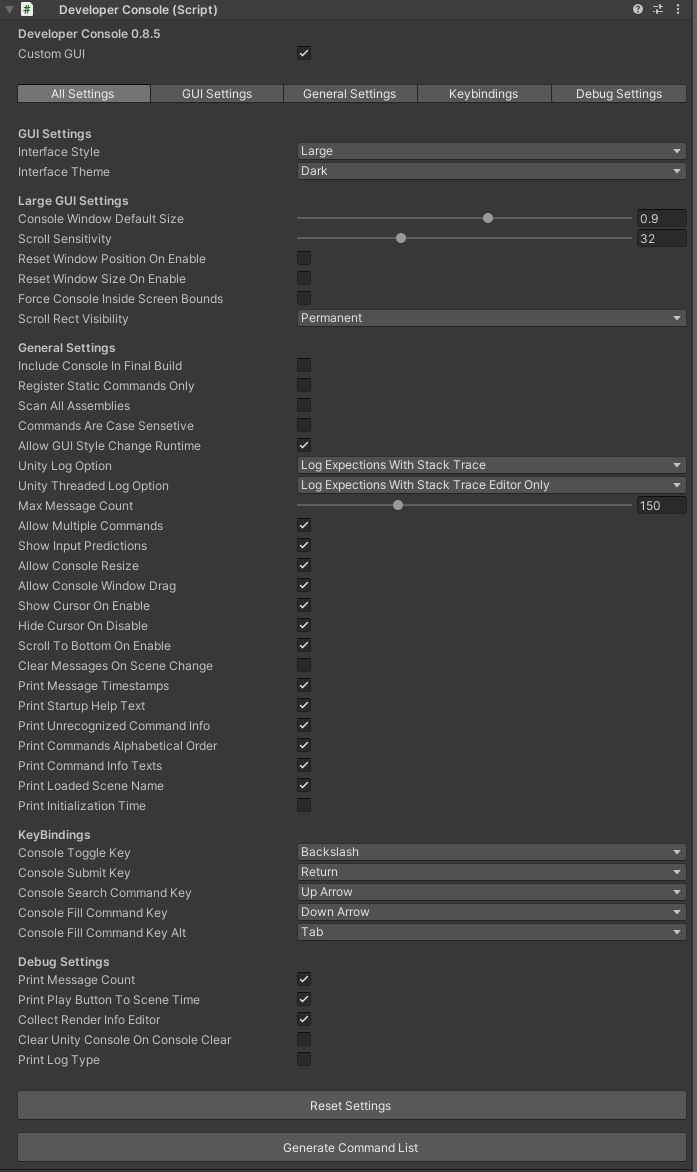 Developer Console (Script)
Developer Console 0.8.5
Custom GUI
All Settings GUI Settings General Settings Keybindings Debug Settings
GUI Settings
Interface Style Large
Interface Theme Dark
Large GUI Settings
Console Window Default Size 0.9
Scroll Sensitivity 32
Reset Window Position On Enable
Reset Window Size On Enable
Force Console Inside Screen Bounds
Scroll Rect Visibility Permanent
General Settings
Include Console In Final Build
Register Static Commands Only
Scan All Assemblies
Commands Are Case Sensetive
Allow GUI Style Change Runtime
Unity Log Option Log Expections With Stack Trace
Unity Threaded Log Option Log Expections With Stack Trace Editor Only
Max Message Count 150
Allow Multiple Commands
Show Input Predictions
Allow Console Resize
Allow Console Window Drag
Show Cursor On Enable
Hide Cursor On Disable
Scroll To Bottom On Enable
Clear Messages On Scene Change
Print Message Timestamps
Print Startup Help Text
Print Unrecognized Command Info
Print Commands Alphabetical Order
Print Command Info Texts
Print Loaded Scene Name
Print Initialization Time
KeyBindings
Console Toggle Key Backslash
Console Submit Key Return
Console Search Command Key Up Arrow
Console Fill Command Key Down Arrow
Console Fill Command Key Alt Tab
Debug Settings
Print Message Count
Print Play Button To Scene Time
Collect Render Info Editor
Clear Unity Console On Console Clear
Print Log Type
Reset Settings
Generate Command List